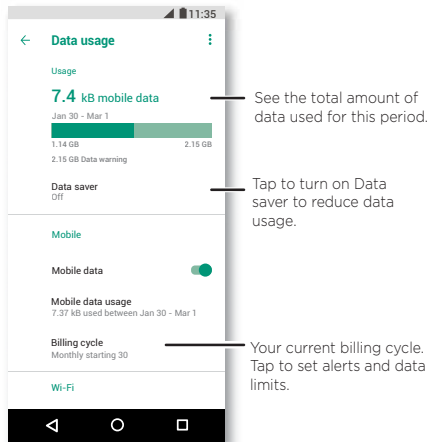 11:35
Data usage
Usage
7.4 kB mobile data
Jan 30 - Mar 1
1.14 GB 2.15 GB
2.15 GB Data warning
Data saver
Off
Mobile
Mobile data
Mobile data usage
7.37 kB used between Jan 30 - Mar 1
Billing cycle
Monthly starting 30
Wi-Fi
See the total amount of
data used for this period.
Tap to turn on Data
saver to reduce data
usage.
Your current billing cycle.
Tap to set alerts and data
limits.